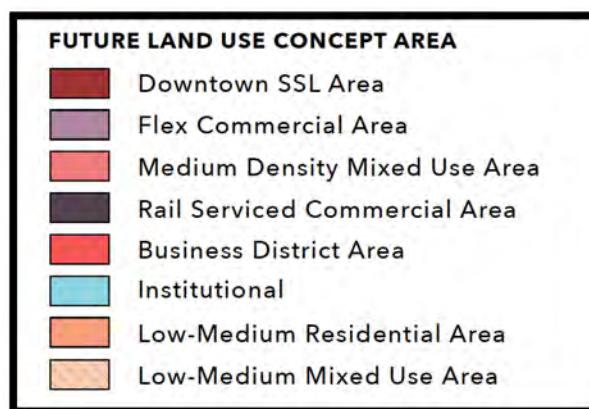 FUTURE LAND USE CONCEPT AREA
Downtown SSL Area
Flex Commercial Area
Medium Density Mixed Use Area
Rail Serviced Commercial Area
Business District Area
Institutional
Low-Medium Residential Area
Low-Medium Mixed Use Area